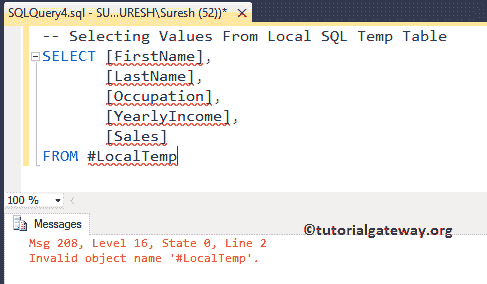 SQLQuery4.sql - SU...URESH\Suresh (52))* X
-- Selecting Values From Local SQL Temp Table
SELECT [FirstName],
[LastName],
[Occupation],
[YearlyIncome],
[Sales]
FROM #LocalTemp
100 %
Messages
©tutorialgateway.org
Msg 208, Level 16, State 0, Line 2
Invalid object name '#LocalTemp'.